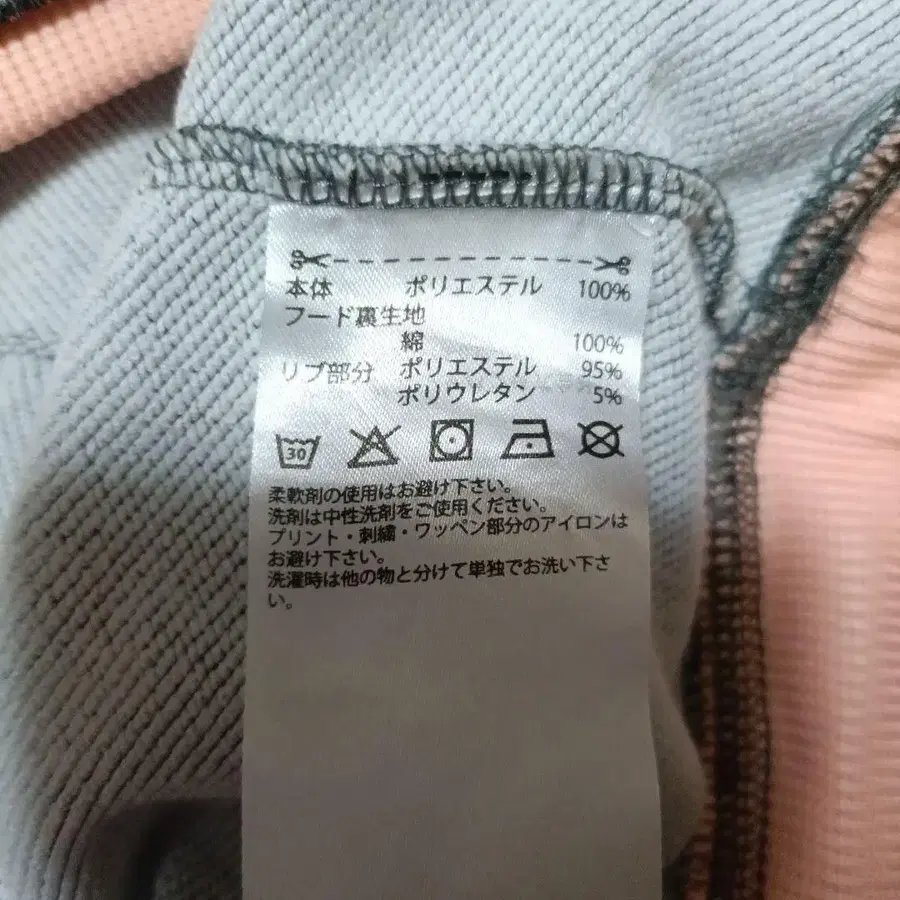 本体 ポリエステル 100%
フード裏生地
綿 100%
リブ部分 ポリエステル 95%
ポリウレタン 5%
30
柔軟剤の使用はお避け下さい。
洗剤は中性洗剤をご使用ください。
プリント・刺繍・ワッペン部分のアイロンは
お避け下さい。
洗濯時は他の物と分けて単独でお洗い下さ
い。